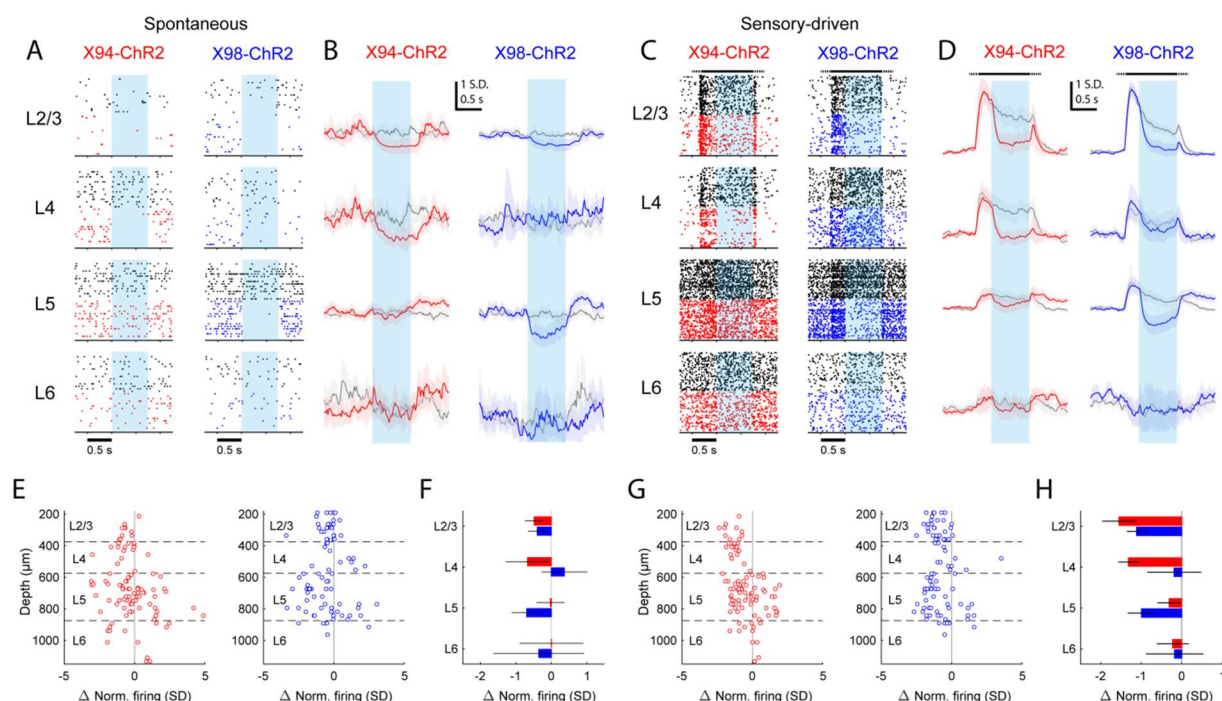 Spontaneous
Sensory-driven
A
X94-ChR2
X98-ChR2
B
X94-ChR2
X98-ChR2
C
X94-ChR2
X98-ChR2
D
X94-ChR2
X98-ChR2
1 S.D.
0.5 s
1 S.D.
0.5 s
L2/3
L2/3
L4
L4
L5
L5
L6
L6
0.5 s
0.5 s
0.5 s
0.5 s
E
F
G
H
200
400
600
800
1000
Depth (µm)
L2/3
L4
L5
L6
-5
0
5
Δ Norm. firing (SD)
200
400
600
800
1000
L2/3
L4
L5
L6
-5
0
5
Δ Norm. firing (SD)
L2/3
L4
L5
L6
-2
-1
0
1
Δ Norm. firing (SD)
200
400
600
800
1000
Depth (µm)
L2/3
L4
L5
L6
-5
0
5
Δ Norm. firing (SD)
200
400
600
800
1000
L2/3
L4
L5
L6
-5
0
5
Δ Norm. firing (SD)
L2/3
L4
L5
L6
-2
-1
0
1
Δ Norm. firing (SD)